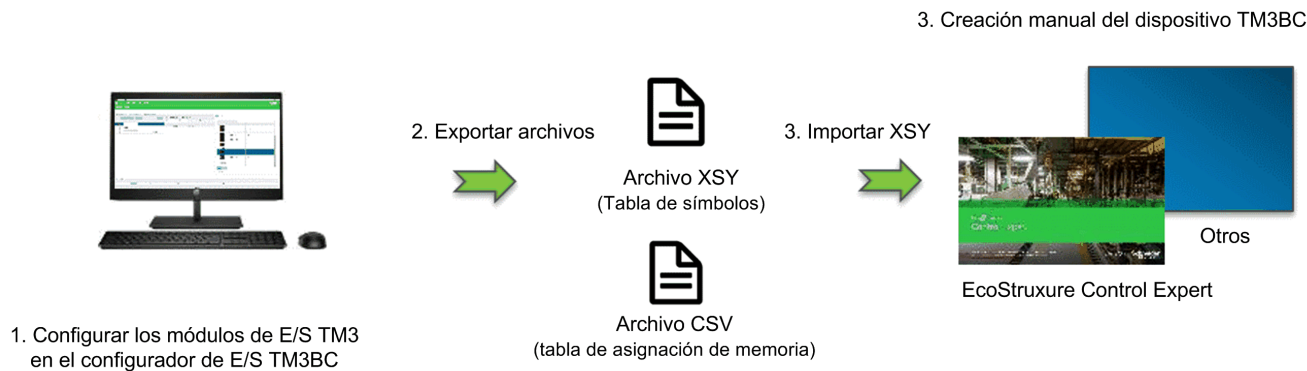 3. Creación manual del dispositivo TM3BC
2. Exportar archivos
3. Importar XSY
Archivo XSY
(Tabla de símbolos)
Otros
EcoStruxure Control Expert
Archivo CSV
(tabla de asignación de memoria)
1. Configurar los módulos de E/S TM3
en el configurador de E/S TM3BC